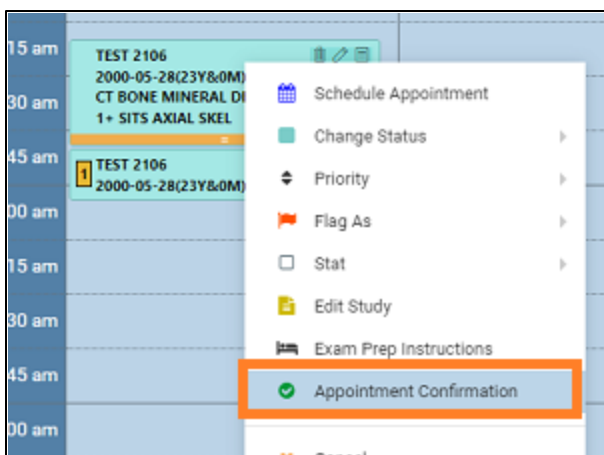 15 am
TEST 2106
2000-05-28(23Y&0M)
30 am
CT BONE MINERAL DI
1+ SITS AXIAL SKEL
45 am
1
TEST 2106
2000-05-28(23Y&0M)
00 am
15 am
30 am
45 am
00 am
Schedule Appointment
Change Status
Priority
Flag As
Stat
Edit Study
Exam Prep Instructions
Appointment Confirmation
Cancel